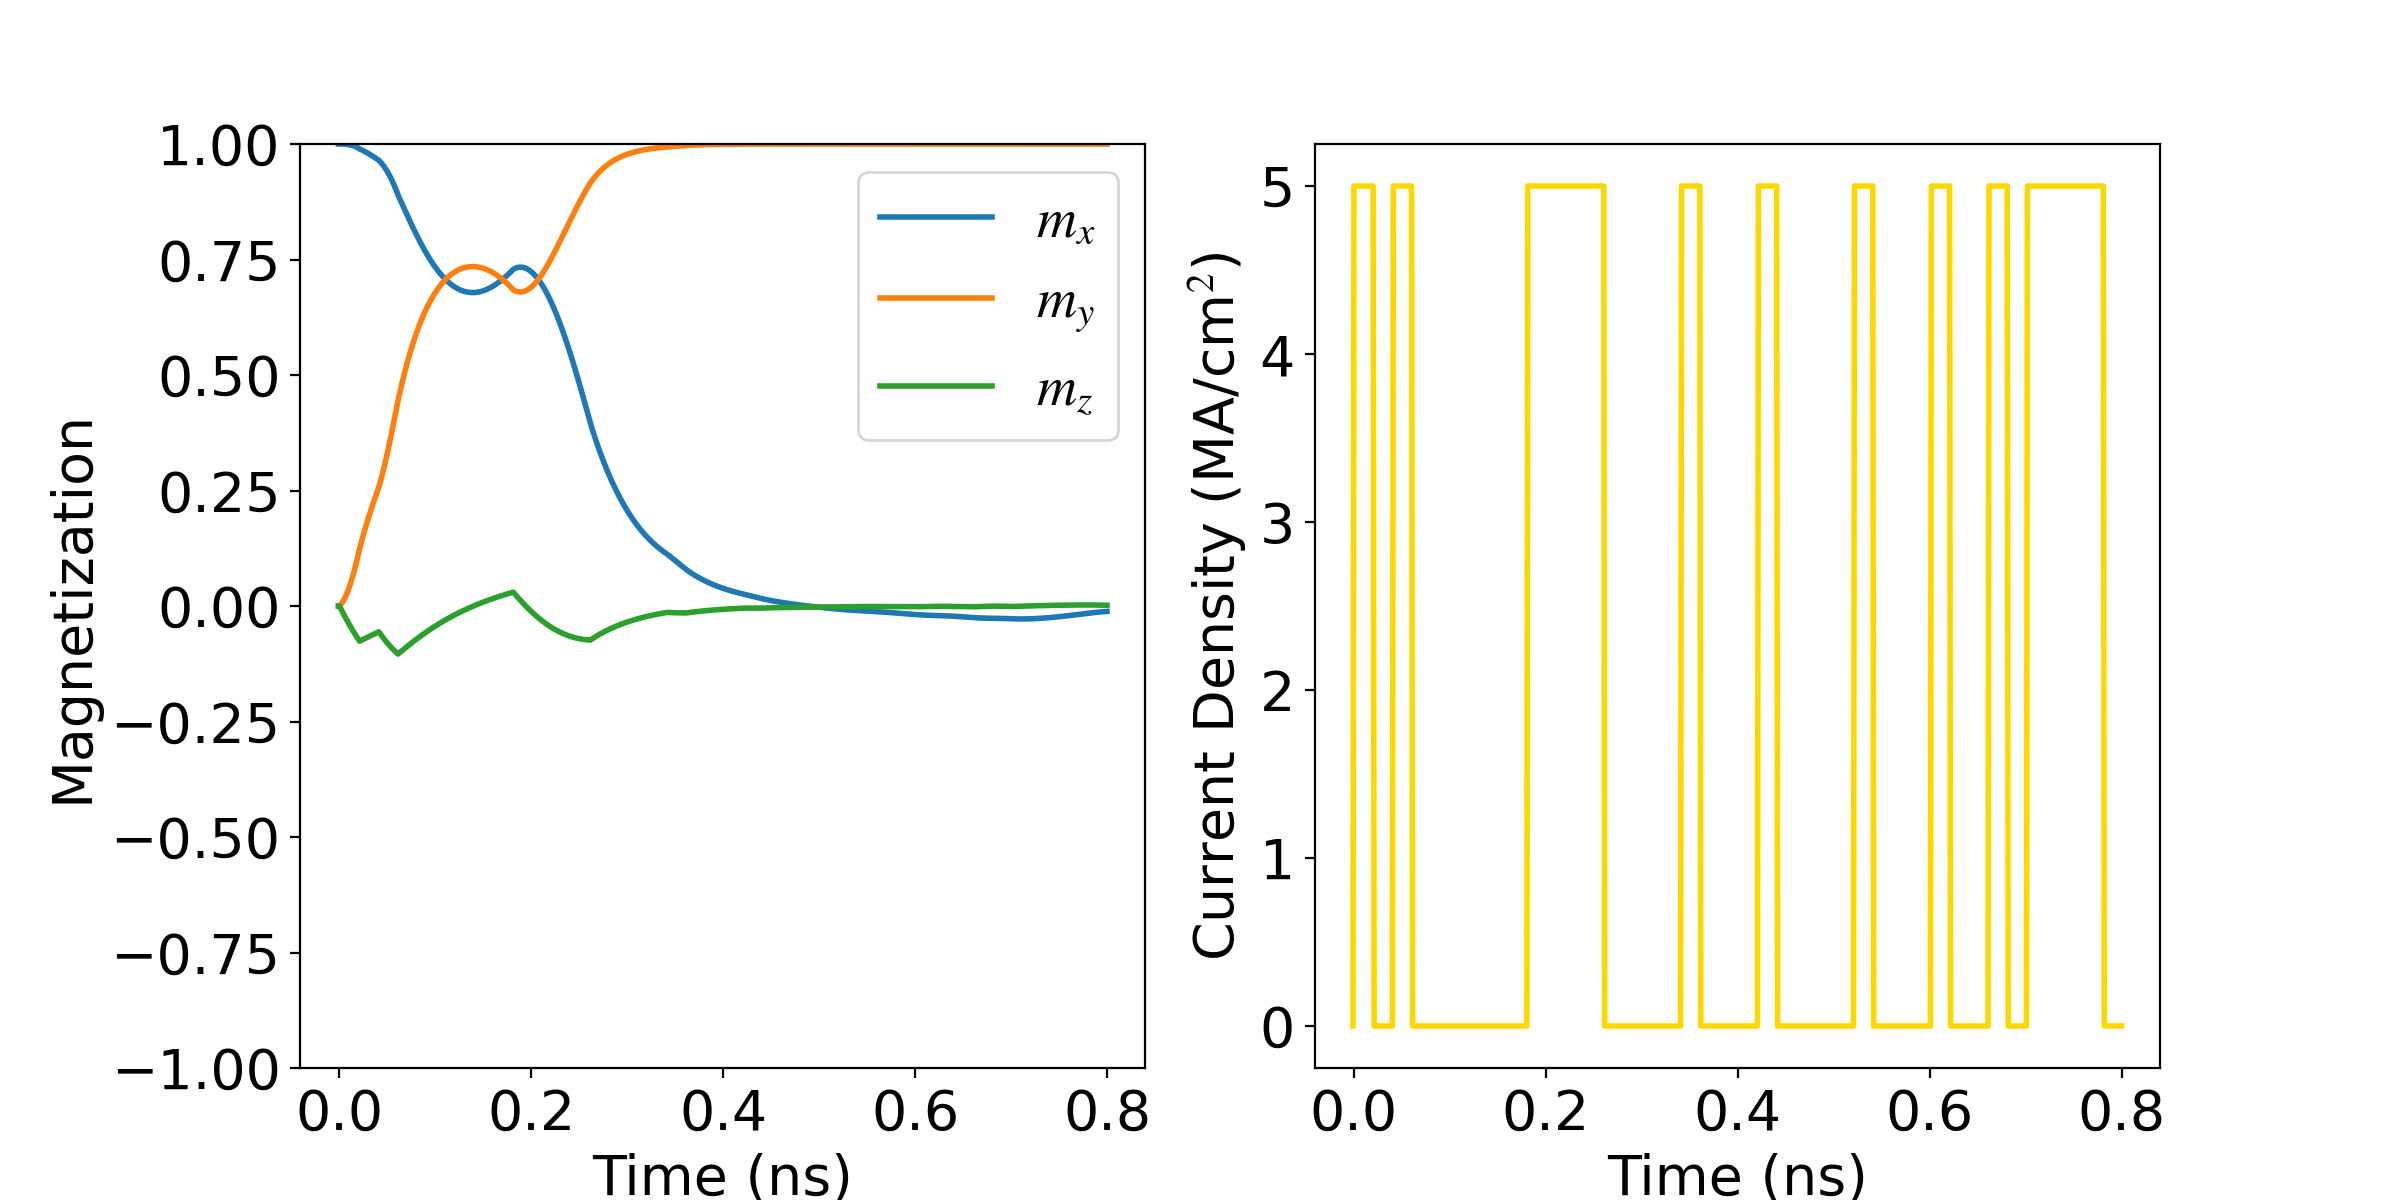 Magnetization
1.00
0.75
0.50
0.25
0.00
−0.25
−0.50
−0.75
−1.00
0.0 0.2 0.4 0.6 0.8
Time (ns)
m_x
m_y
m_z
Current Density (MA/cm²)
5
4
3
2
1
0
0.0 0.2 0.4 0.6 0.8
Time (ns)